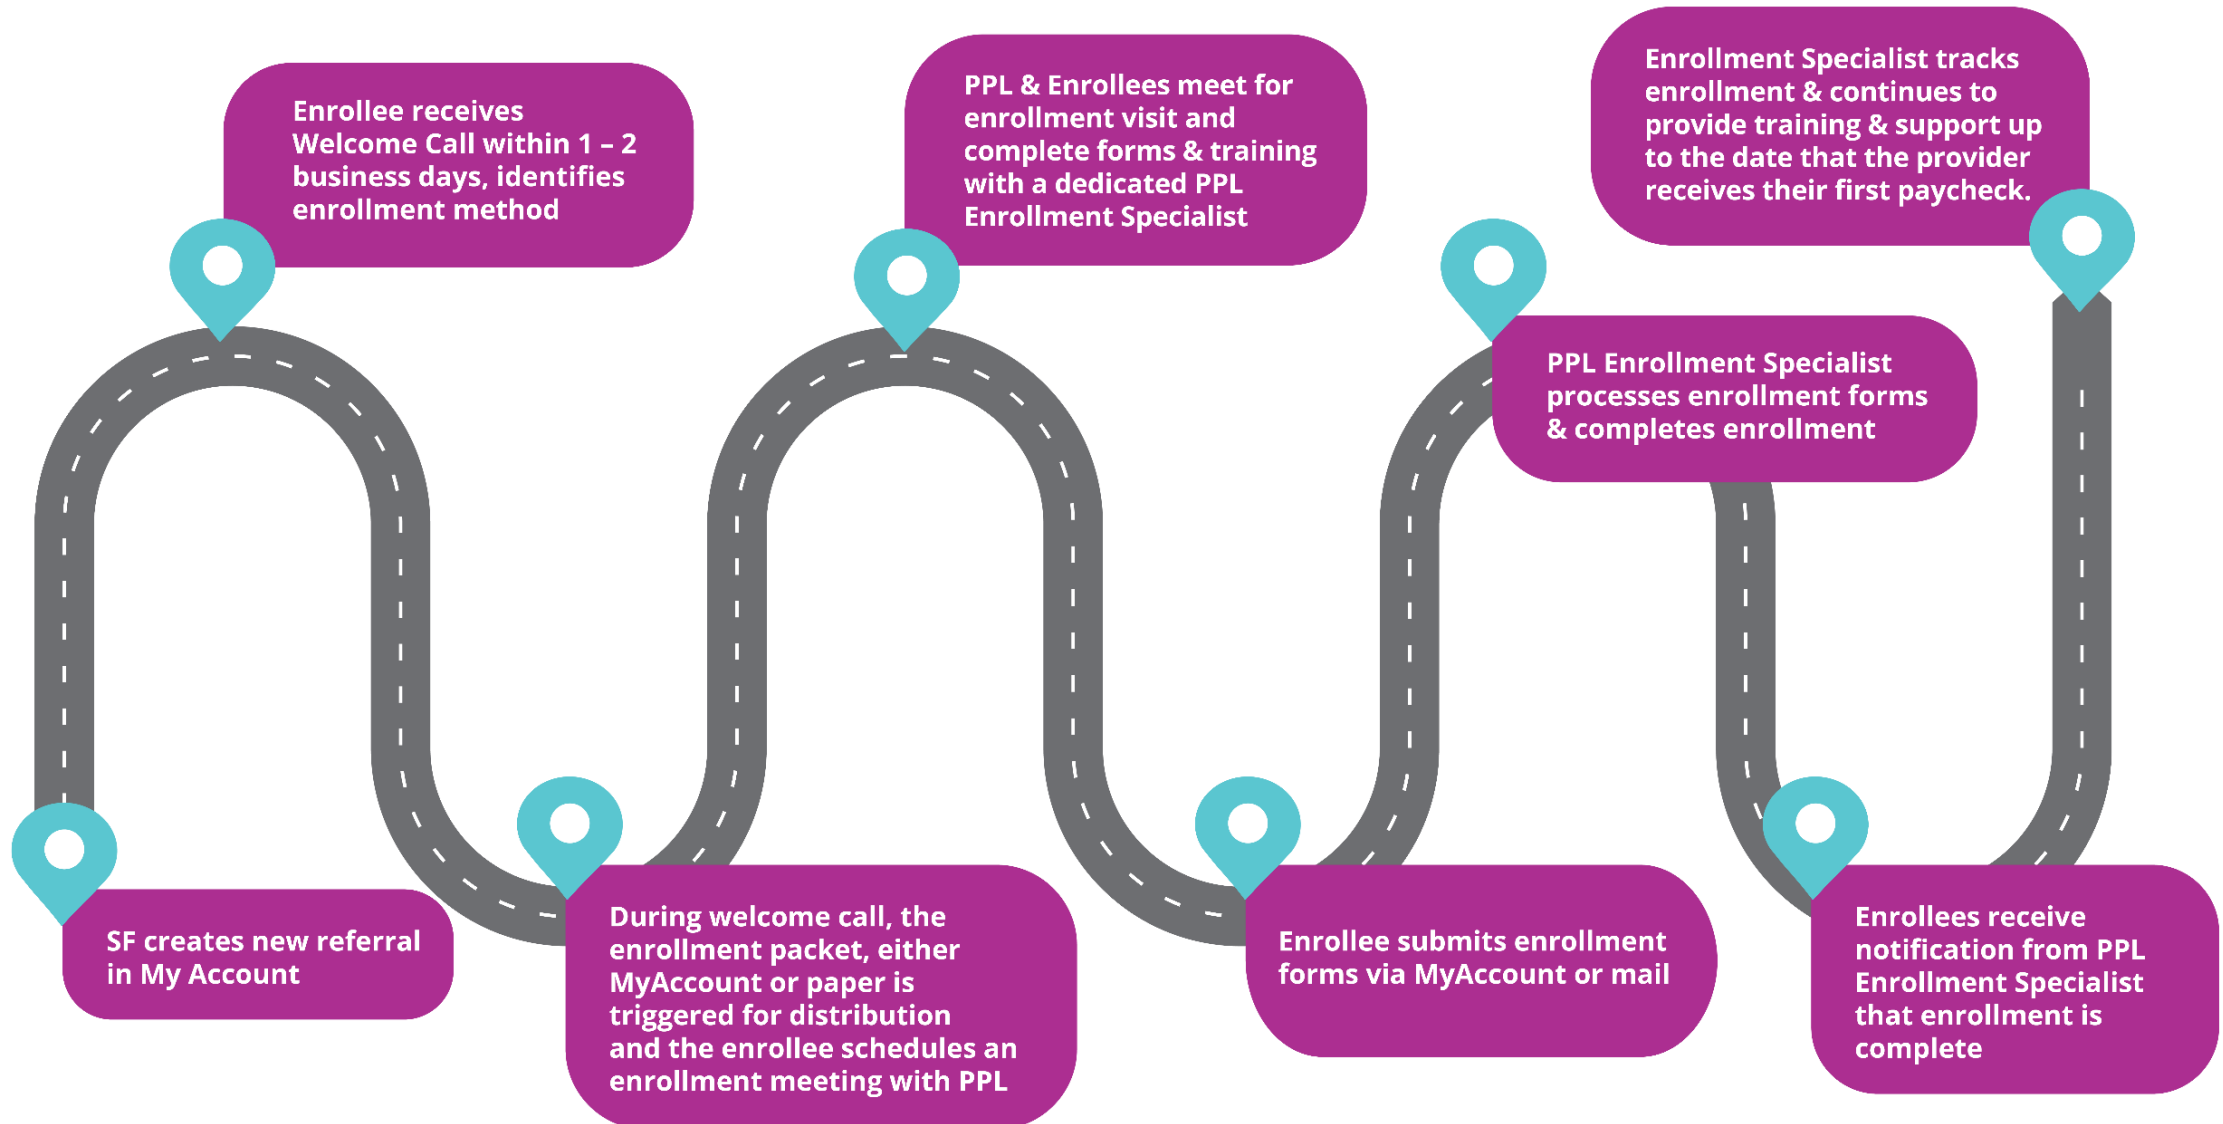 SF creates new referral
in My Account
Enrollee receives
Welcome Call within 1 – 2
business days, identifies
enrollment method
During welcome call, the
enrollment packet, either
MyAccount or paper is
triggered for distribution
and the enrollee schedules an
enrollment meeting with PPL
PPL & Enrollees meet for
enrollment visit and
complete forms & training
with a dedicated PPL
Enrollment Specialist
Enrollee submits enrollment
forms via MyAccount or mail
PPL Enrollment Specialist
processes enrollment forms
& completes enrollment
Enrollees receive
notification from PPL
Enrollment Specialist
that enrollment is
complete
Enrollment Specialist tracks
enrollment & continues to
provide training & support up
to the date that the provider
receives their first paycheck.